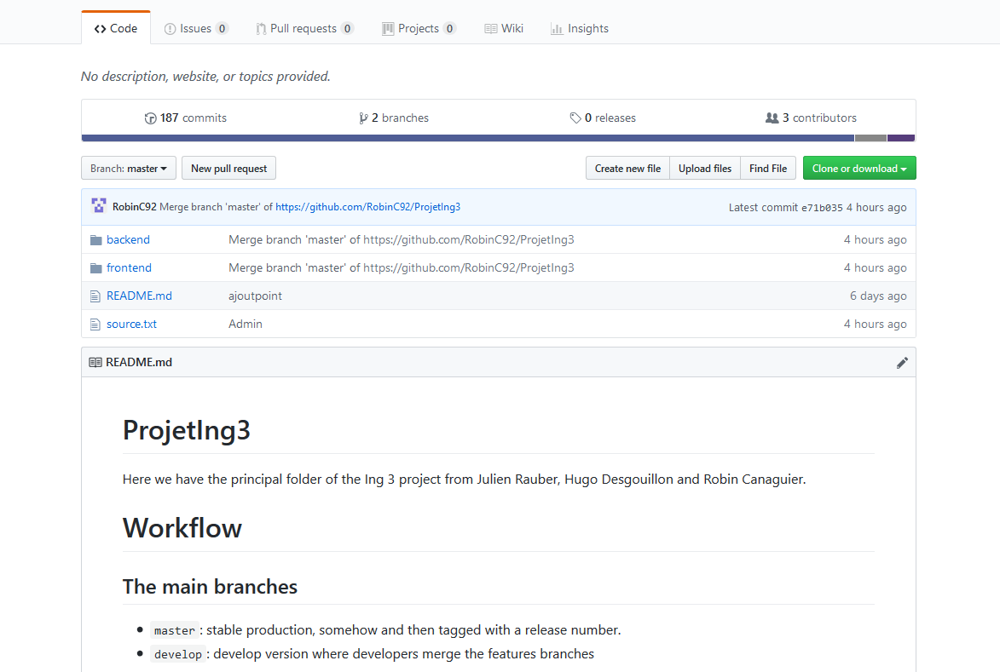 Code Issues 0 Pull requests 0 Projects 0 Wiki Insights
No description, website, or topics provided.
187 commits 2 branches 0 releases 3 contributors
Branch: master New pull request Create new file Upload files Find File Clone or download
RobinC92 Merge branch 'master' of https://github.com/RobinC92/ProjetIng3 Latest commit e71b035 4 hours ago
backend Merge branch 'master' of https://github.com/RobinC92/ProjetIng3 4 hours ago
frontend Merge branch 'master' of https://github.com/RobinC92/ProjetIng3 4 hours ago
README.md ajoutpoint 6 days ago
source.txt Admin 4 hours ago
README.md
ProjetIng3
Here we have the principal folder of the Ing 3 project from Julien Rauber, Hugo Desgouillon and Robin Canaguier.
Workflow
The main branches
• master : stable production, somehow and then tagged with a release number.
• develop : develop version where developers merge the features branches